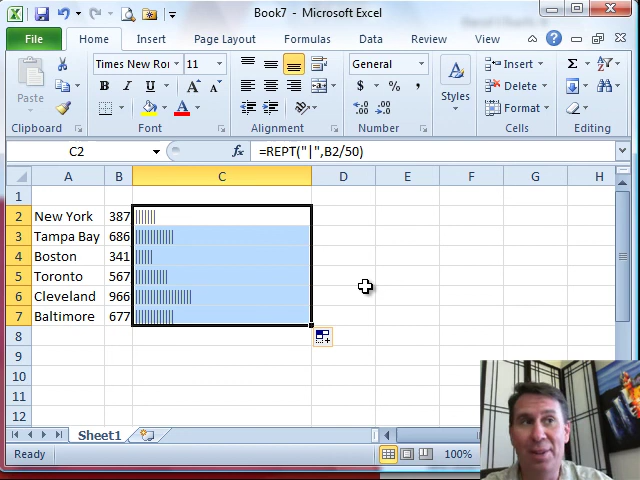 Book7 - Microsoft Excel
File Home Insert Page Layout Formulas Data Review View
Paste
Clipboard
Times New Ro 11
B I U A A
Font
Alignment
General
$ % ,
Number
Styles
Insert
Delete
Format
Cells
Σ
Editing
C2 fx =REPT("|",B2/50)
A B C D E F G H
1
2 New York 387 |||||||
3 Tampa Bay 686 |||||||||||||
4 Boston 341 ||||||
5 Toronto 567 |||||||||||
6 Cleveland 966 |||||||||||||||||||
7 Baltimore 677 |||||||||||||
8
9
10
11
12
Sheet1
Ready 100%